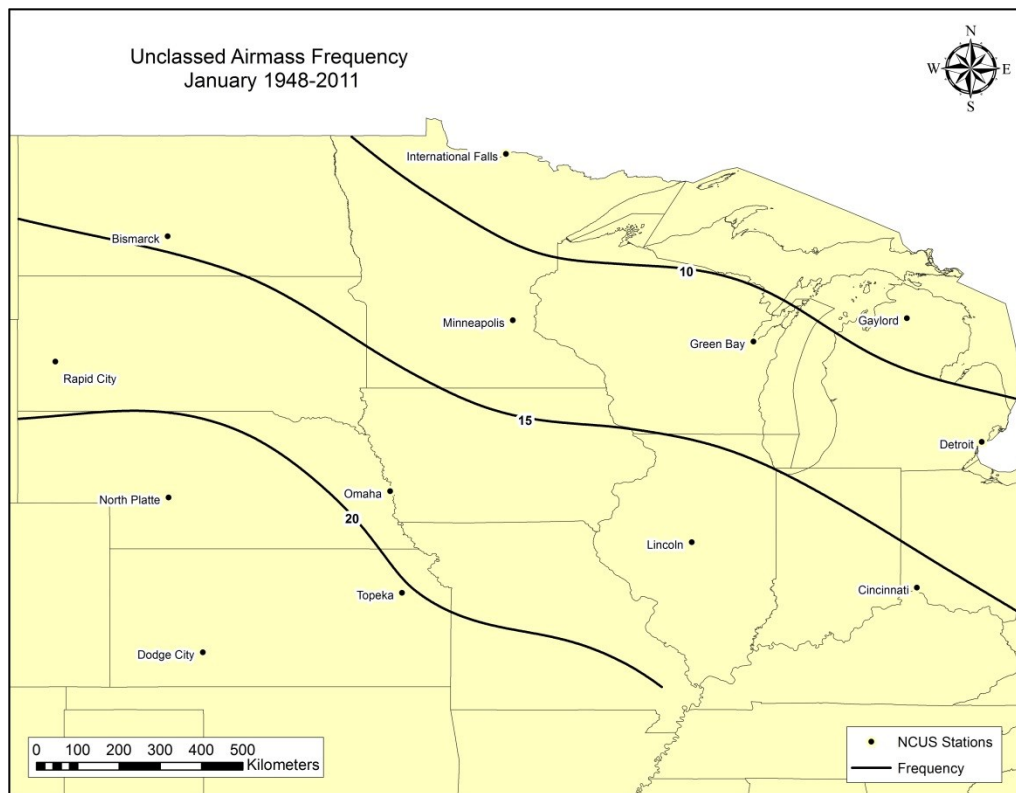 Unclassed Airmass Frequency
January 1948-2011
N
W E
S
International Falls
Bismarck
10
Minneapolis
Gaylord
Green Bay
Rapid City
15
Detroit
Omaha
North Platte
20
Lincoln
Topeka
Cincinnati
Dodge City
0 100 200 300 400 500
Kilometers
NCUS Stations
Frequency